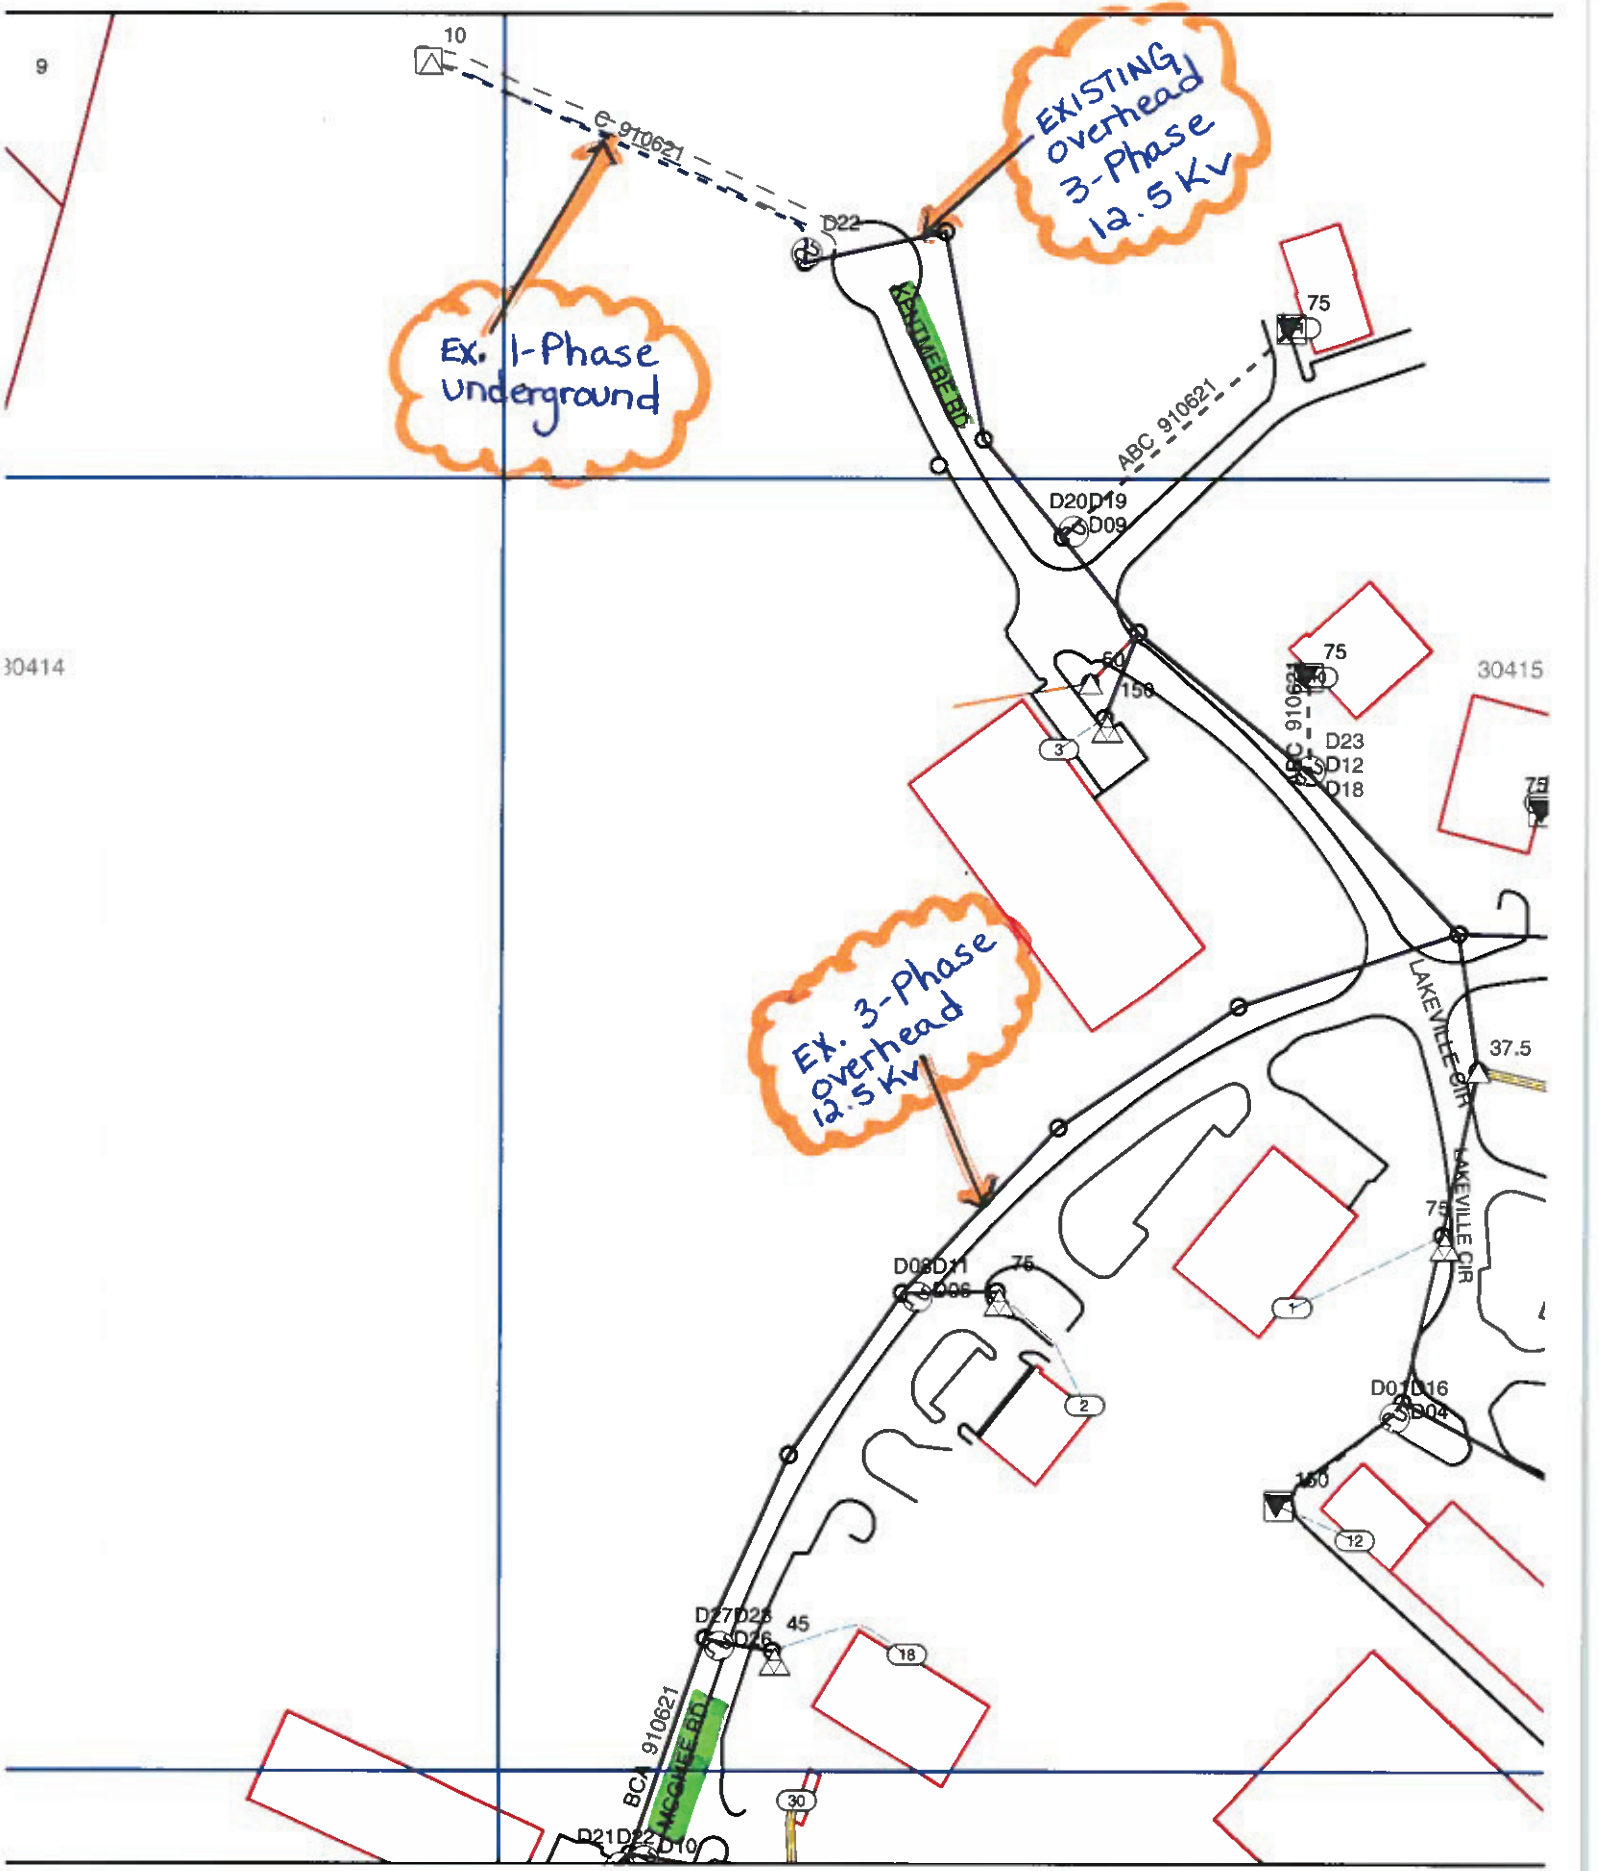 10
9
C 910621
EXISTING
overhead
3-Phase
12.5 KV
D22
75
Ex. 1-Phase
underground
KENTMERE RD
ABC 910621
D20D19
D09
30414
50
150
3
75
30415
910621
D23
D12
D18
75
EX. 3-Phase
overhead
12.5 KV
LAKEVILLE CIR
37.5
LAKEVILLE CIR
75
D08D11
D06
75
1
2
D01D16
D04
150
12
D27D28
D26
45
18
BCA 910621
MCGHEE RD
30
D21D22
D10